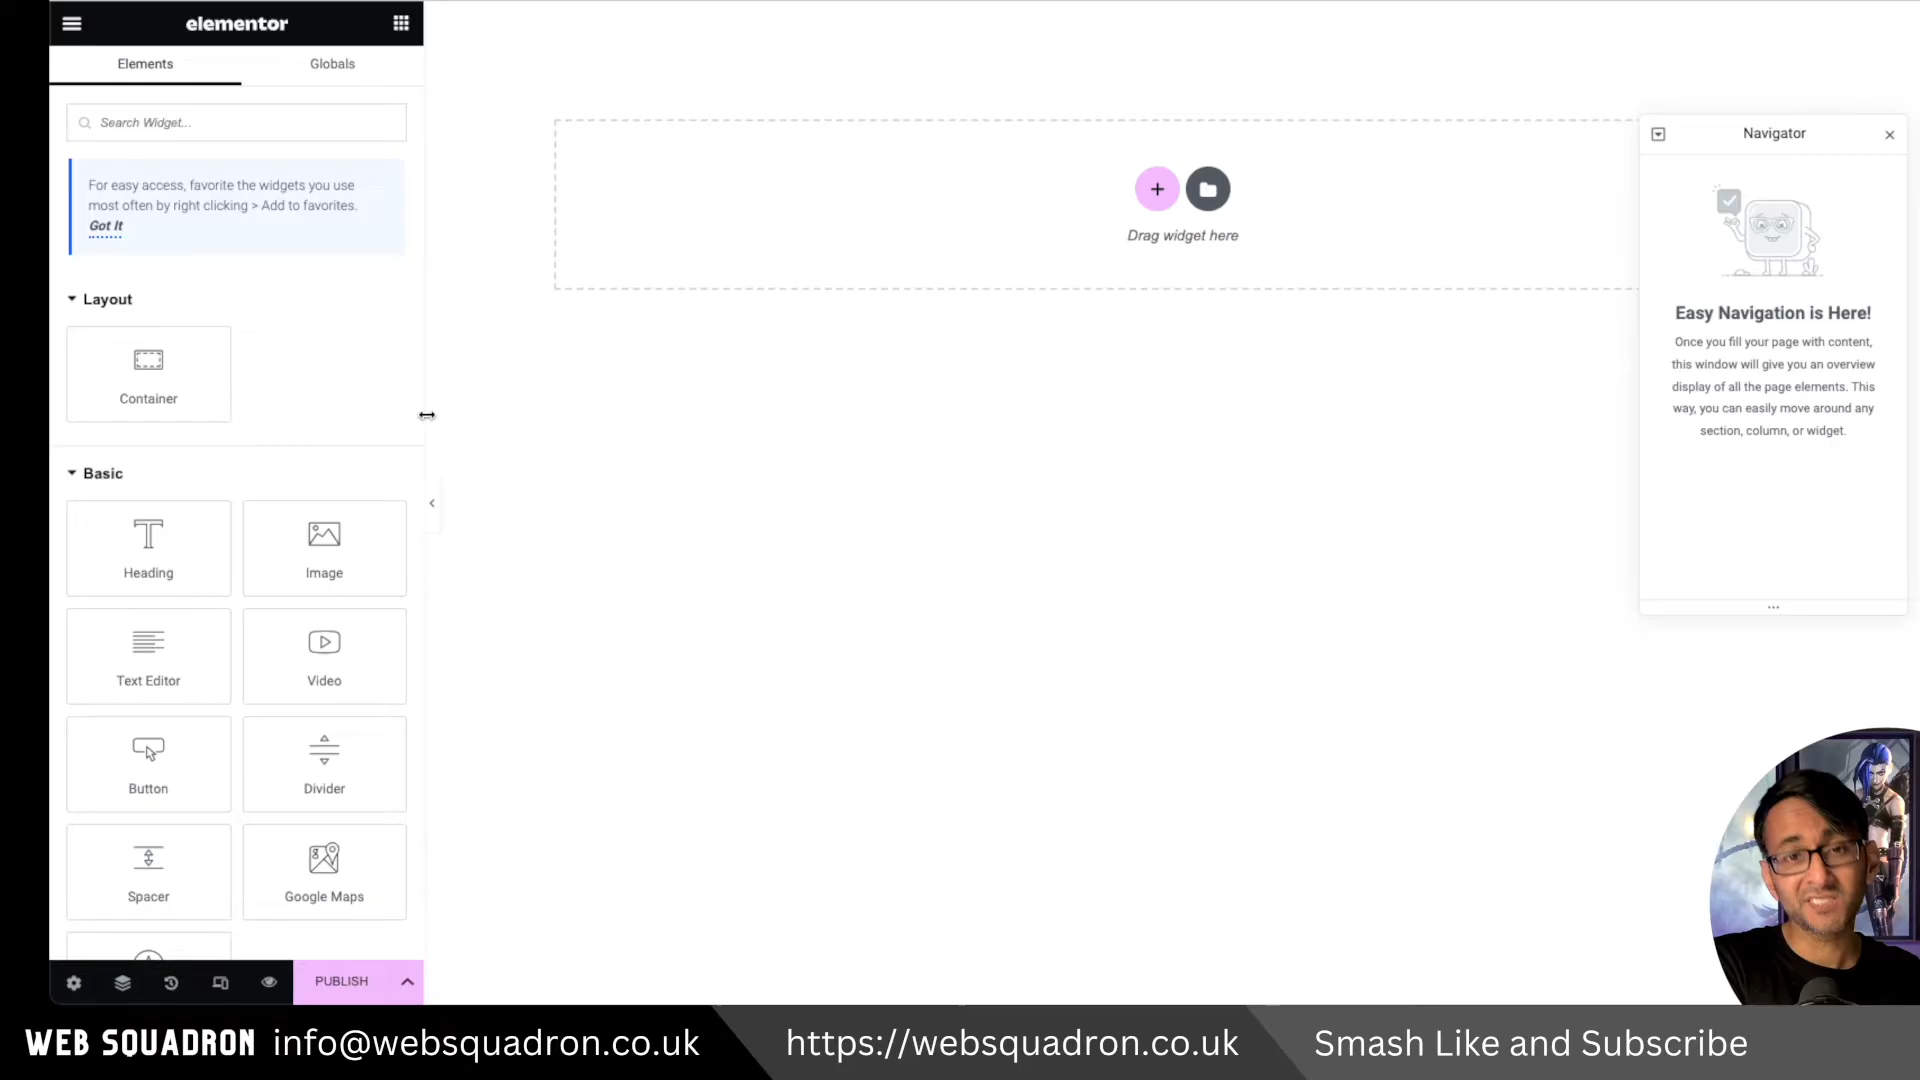 elementor
Elements
Globals
Search Widget...
For easy access, favorite the widgets you use
most often by right clicking > Add to favorites.
Got It
Layout
Container
Basic
Heading
Image
Text Editor
Video
Button
Divider
Spacer
Google Maps
PUBLISH
Drag widget here
Navigator
Easy Navigation is Here!
Once you fill your page with content,
this window will give you an overview
display of all the page elements. This
way, you can easily move around any
section, column, or widget.
WEB SQUADRON info@websquadron.co.uk
https://websquadron.co.uk
Smash Like and Subscribe